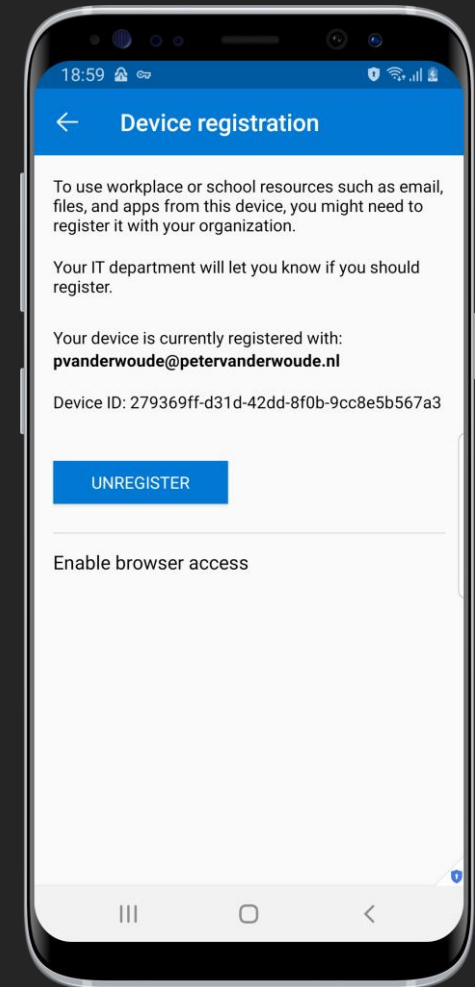 18:59
Device registration
To use workplace or school resources such as email,
files, and apps from this device, you might need to
register it with your organization.
Your IT department will let you know if you should
register.
Your device is currently registered with:
pvanderwoude@petervanderwoude.nl
Device ID: 279369ff-d31d-42dd-8f0b-9cc8e5b567a3
UNREGISTER
Enable browser access